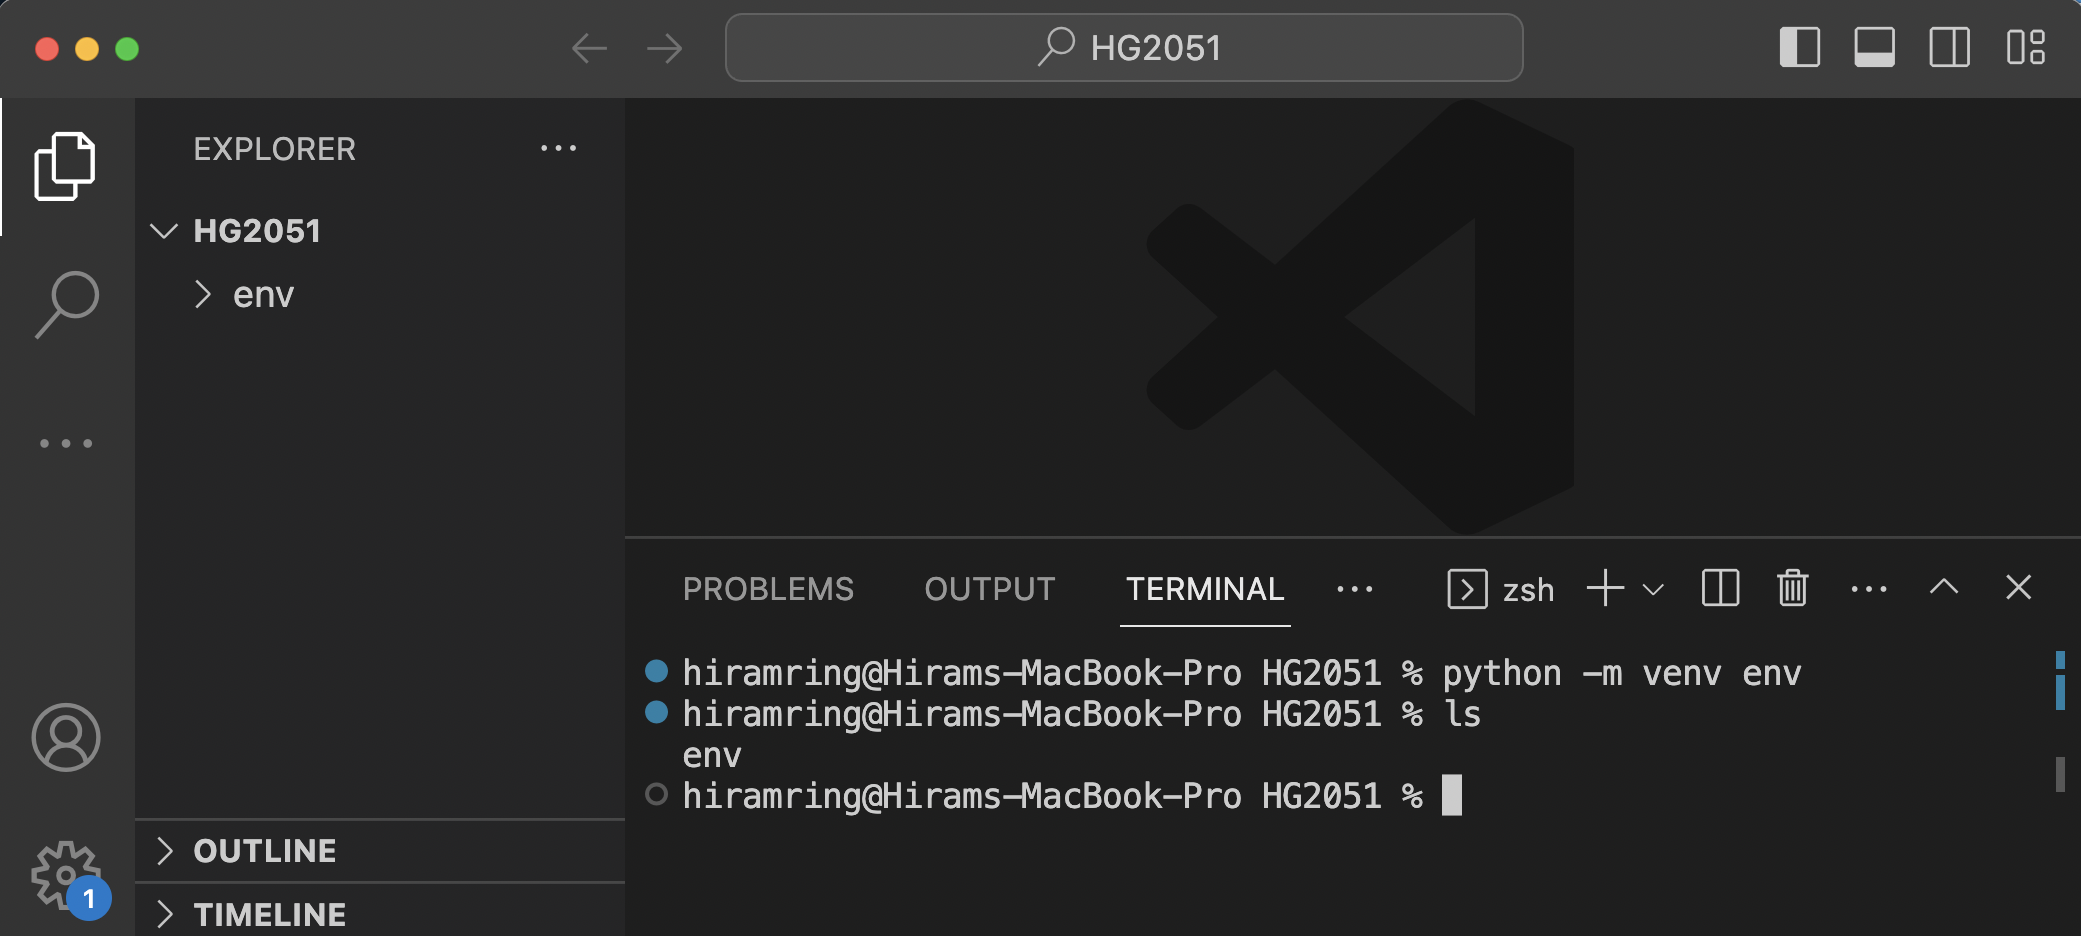 HG2051
EXPLORER
HG2051
env
OUTLINE
TIMELINE
1
PROBLEMS OUTPUT TERMINAL zsh
hiramring@Hirams-MacBook-Pro HG2051 % python -m venv env
hiramring@Hirams-MacBook-Pro HG2051 % ls
env
hiramring@Hirams-MacBook-Pro HG2051 %